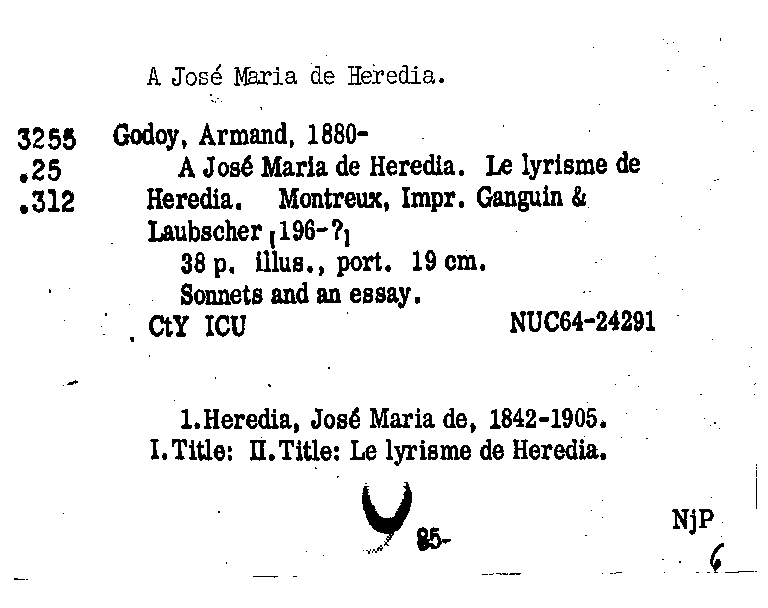 A José Maria de Heredia.
3255 Godoy, Armand, 1880-
.25 A José Maria de Heredia. Le lyrisme de
.312 Heredia. Montreux, Impr. Ganguin &
Laubscher [196-?]
38 p. illus., port. 19 cm.
Sonnets and an essay.
CtY ICU NUC64-24291
1.Heredia, José Maria de, 1842-1905.
I.Title: II.Title: Le lyrisme de Heredia.
85-
NjP
6